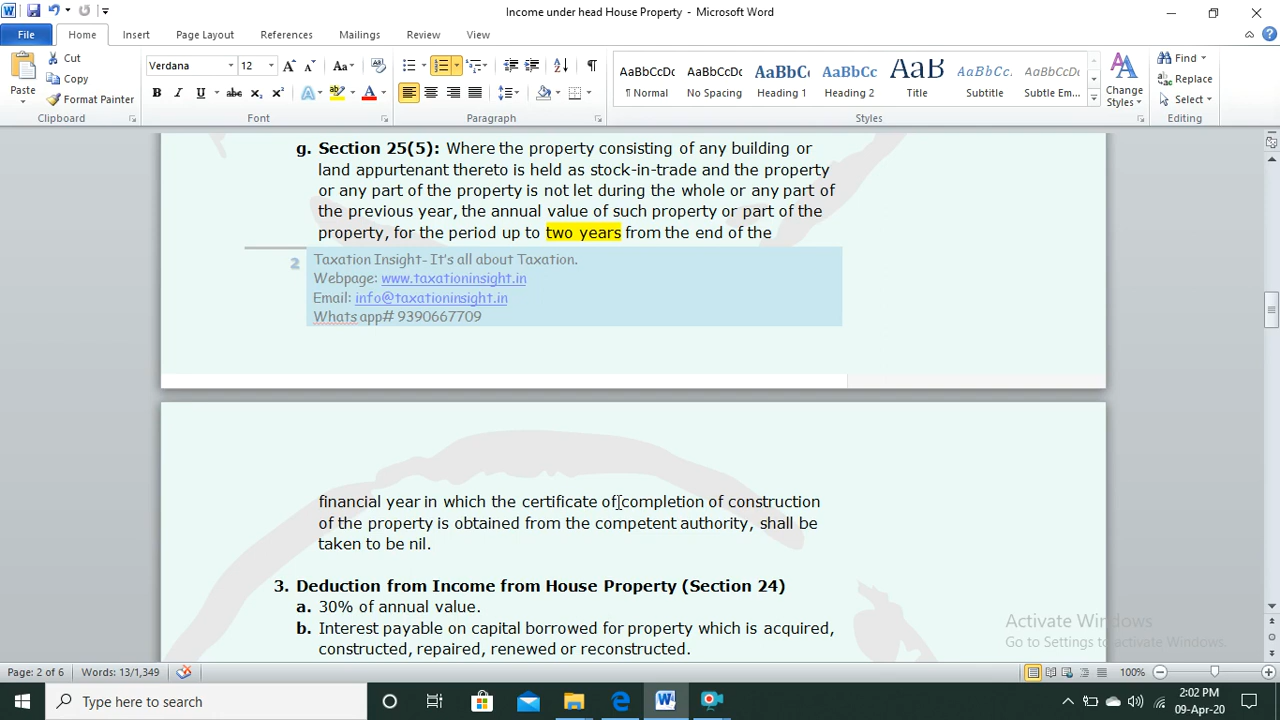 Income under head House Property - Microsoft Word
File Home Insert Page Layout References Mailings Review View
Paste
Cut
Copy
Format Painter
Clipboard
Verdana 12
Font
Paragraph
AaBbCcDc AaBbCcDc AaBbCc AaBbCc AaB AaBbCc. AaBbCcDc
¶ Normal No Spacing Heading 1 Heading 2 Title Subtitle Subtle Em...
Styles
Change Styles
Find
Replace
Select
Editing
g. Section 25(5): Where the property consisting of any building or
land appurtenant thereto is held as stock-in-trade and the property
or any part of the property is not let during the whole or any part of
the previous year, the annual value of such property or part of the
property, for the period up to two years from the end of the
2 Taxation Insight- It's all about Taxation.
Webpage: www.taxationinsight.in
Email: info@taxationinsight.in
Whats app# 9390667709
financial year in which the certificate of completion of construction
of the property is obtained from the competent authority, shall be
taken to be nil.
3. Deduction from Income from House Property (Section 24)
a. 30% of annual value.
b. Interest payable on capital borrowed for property which is acquired,
constructed, repaired, renewed or reconstructed.
Activate Windows
Go to Settings to activate Windows.
Page: 2 of 6 Words: 13/1,349 100%
Type here to search
2:02 PM
09-Apr-20